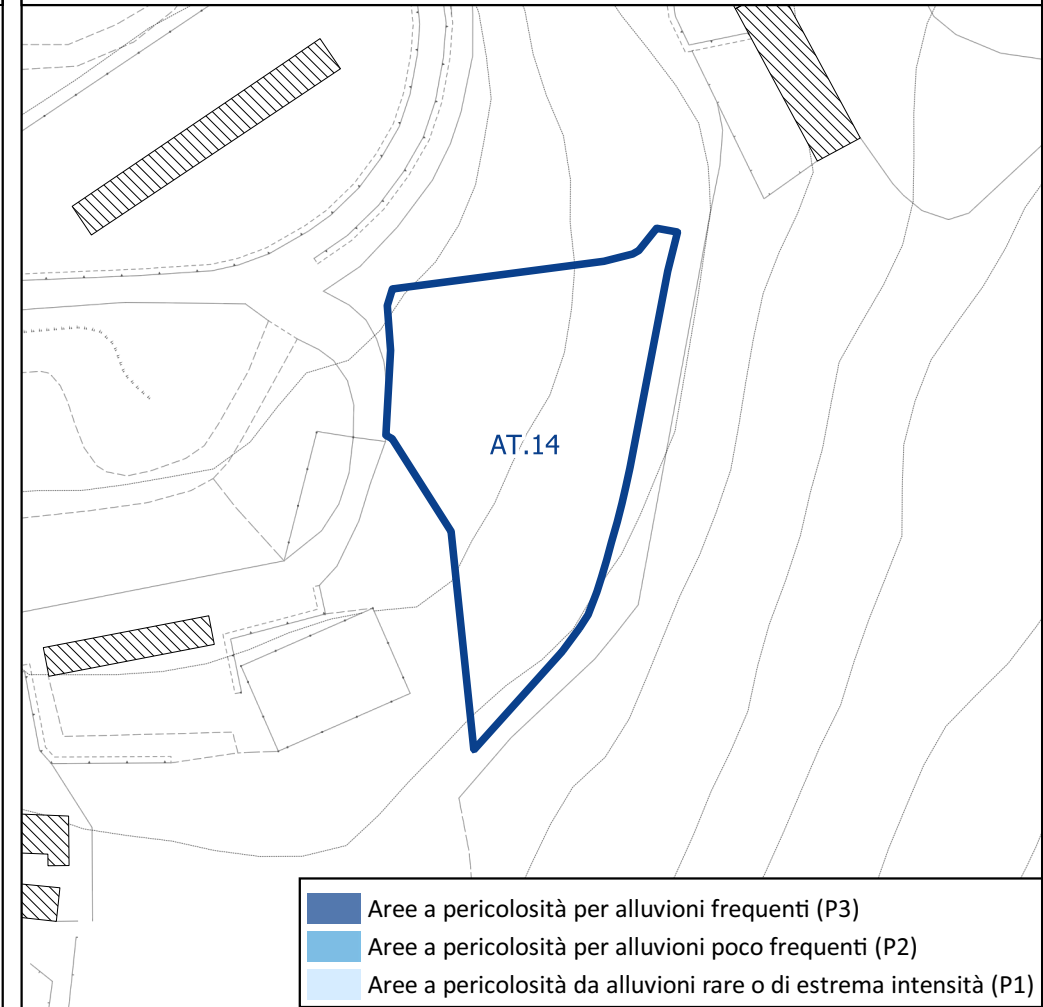 AT.14
Aree a pericolosità per alluvioni frequenti (P3)
Aree a pericolosità per alluvioni poco frequenti (P2)
Aree a pericolosità da alluvioni rare o di estrema intensità (P1)